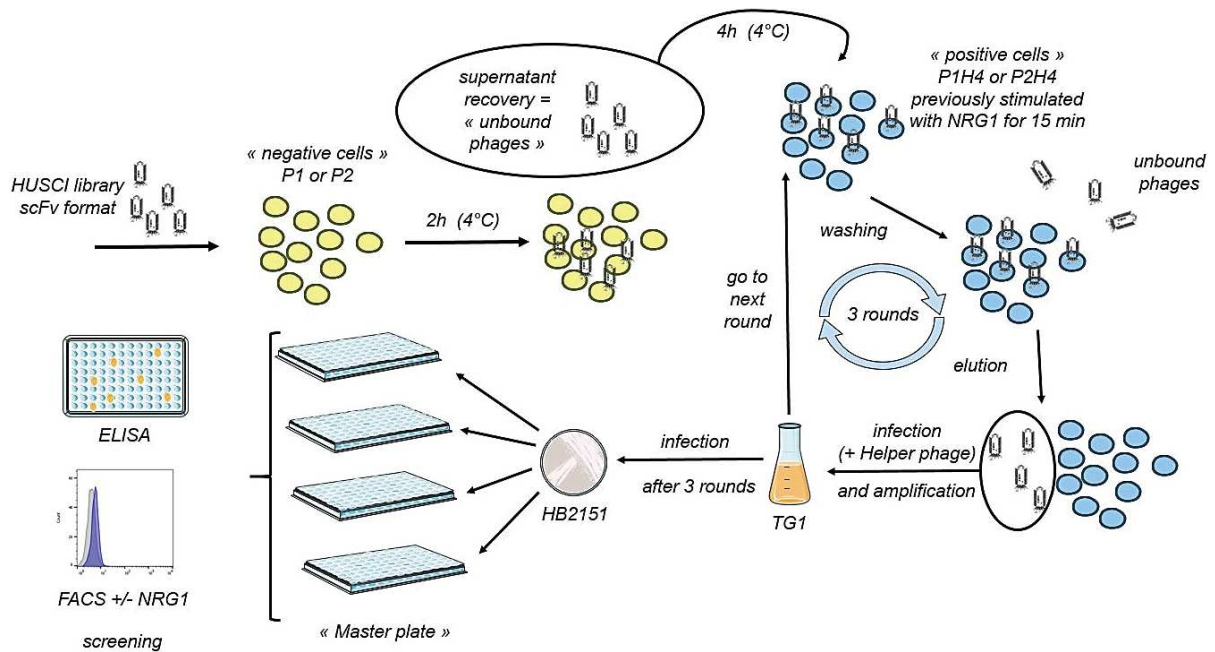 HUSCI library
scFv format
« negative cells »
P1 or P2
2h (4°C)
supernatant
recovery =
« unbound
phages »
4h (4°C)
« positive cells »
P1H4 or P2H4
previously stimulated
with NRG1 for 15 min
unbound
phages
washing
3 rounds
go to
next
round
elution
infection
(+ Helper phage)
and amplification
TG1
infection
after 3 rounds
HB2151
« Master plate »
ELISA
FACS +/- NRG1
screening